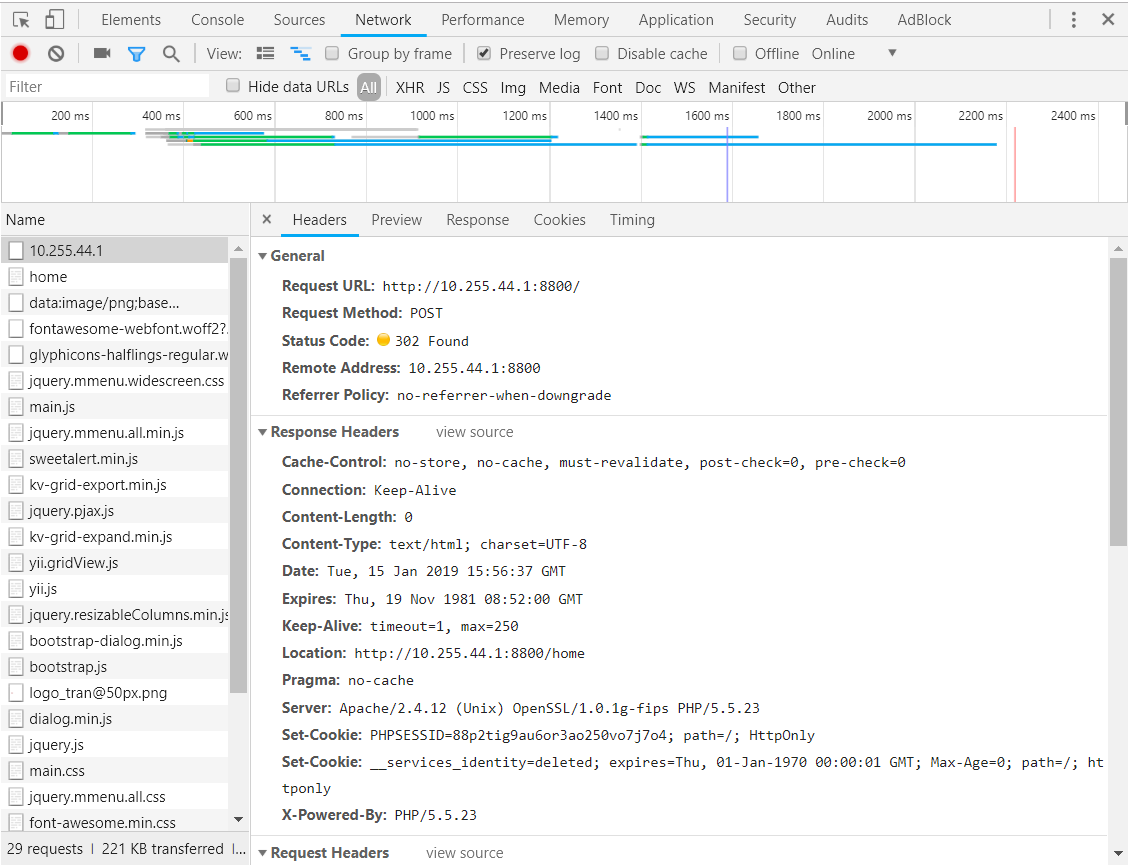 Elements Console Sources Network Performance Memory Application Security Audits AdBlock
View: Group by frame Preserve log Disable cache Offline Online
Filter Hide data URLs All XHR JS CSS Img Media Font Doc WS Manifest Other
200 ms 400 ms 600 ms 800 ms 1000 ms 1200 ms 1400 ms 1600 ms 1800 ms 2000 ms 2200 ms 2400 ms
Name
10.255.44.1
home
data:image/png;base...
fontawesome-webfont.woff2?.
glyphicons-halflings-regular.w
jquery.mmenu.widescreen.css
main.js
jquery.mmenu.all.min.js
sweetalert.min.js
kv-grid-export.min.js
jquery.pjax.js
kv-grid-expand.min.js
yii.gridView.js
yii.js
jquery.resizableColumns.min.js
bootstrap-dialog.min.js
bootstrap.js
logo_tran@50px.png
dialog.min.js
jquery.js
main.css
jquery.mmenu.all.css
font-awesome.min.css
29 requests | 221 KB transferred | ...
× Headers Preview Response Cookies Timing
General
Request URL: http://10.255.44.1:8800/
Request Method: POST
Status Code: 302 Found
Remote Address: 10.255.44.1:8800
Referrer Policy: no-referrer-when-downgrade
Response Headers view source
Cache-Control: no-store, no-cache, must-revalidate, post-check=0, pre-check=0
Connection: Keep-Alive
Content-Length: 0
Content-Type: text/html; charset=UTF-8
Date: Tue, 15 Jan 2019 15:56:37 GMT
Expires: Thu, 19 Nov 1981 08:52:00 GMT
Keep-Alive: timeout=1, max=250
Location: http://10.255.44.1:8800/home
Pragma: no-cache
Server: Apache/2.4.12 (Unix) OpenSSL/1.0.1g-fips PHP/5.5.23
Set-Cookie: PHPSESSID=88p2tig9au6or3ao250vo7j7o4; path=/; HttpOnly
Set-Cookie: __services_identity=deleted; expires=Thu, 01-Jan-1970 00:00:01 GMT; Max-Age=0; path=/; ht
tponly
X-Powered-By: PHP/5.5.23
Request Headers view source